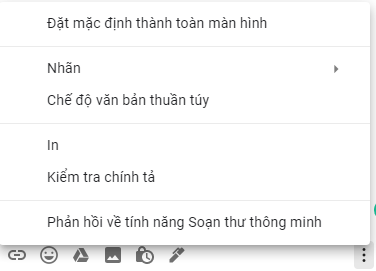 Đặt mặc định thành toàn màn hình
Nhãn
Chế độ văn bản thuần túy
In
Kiểm tra chính tả
Phản hồi về tính năng Soạn thư thông minh